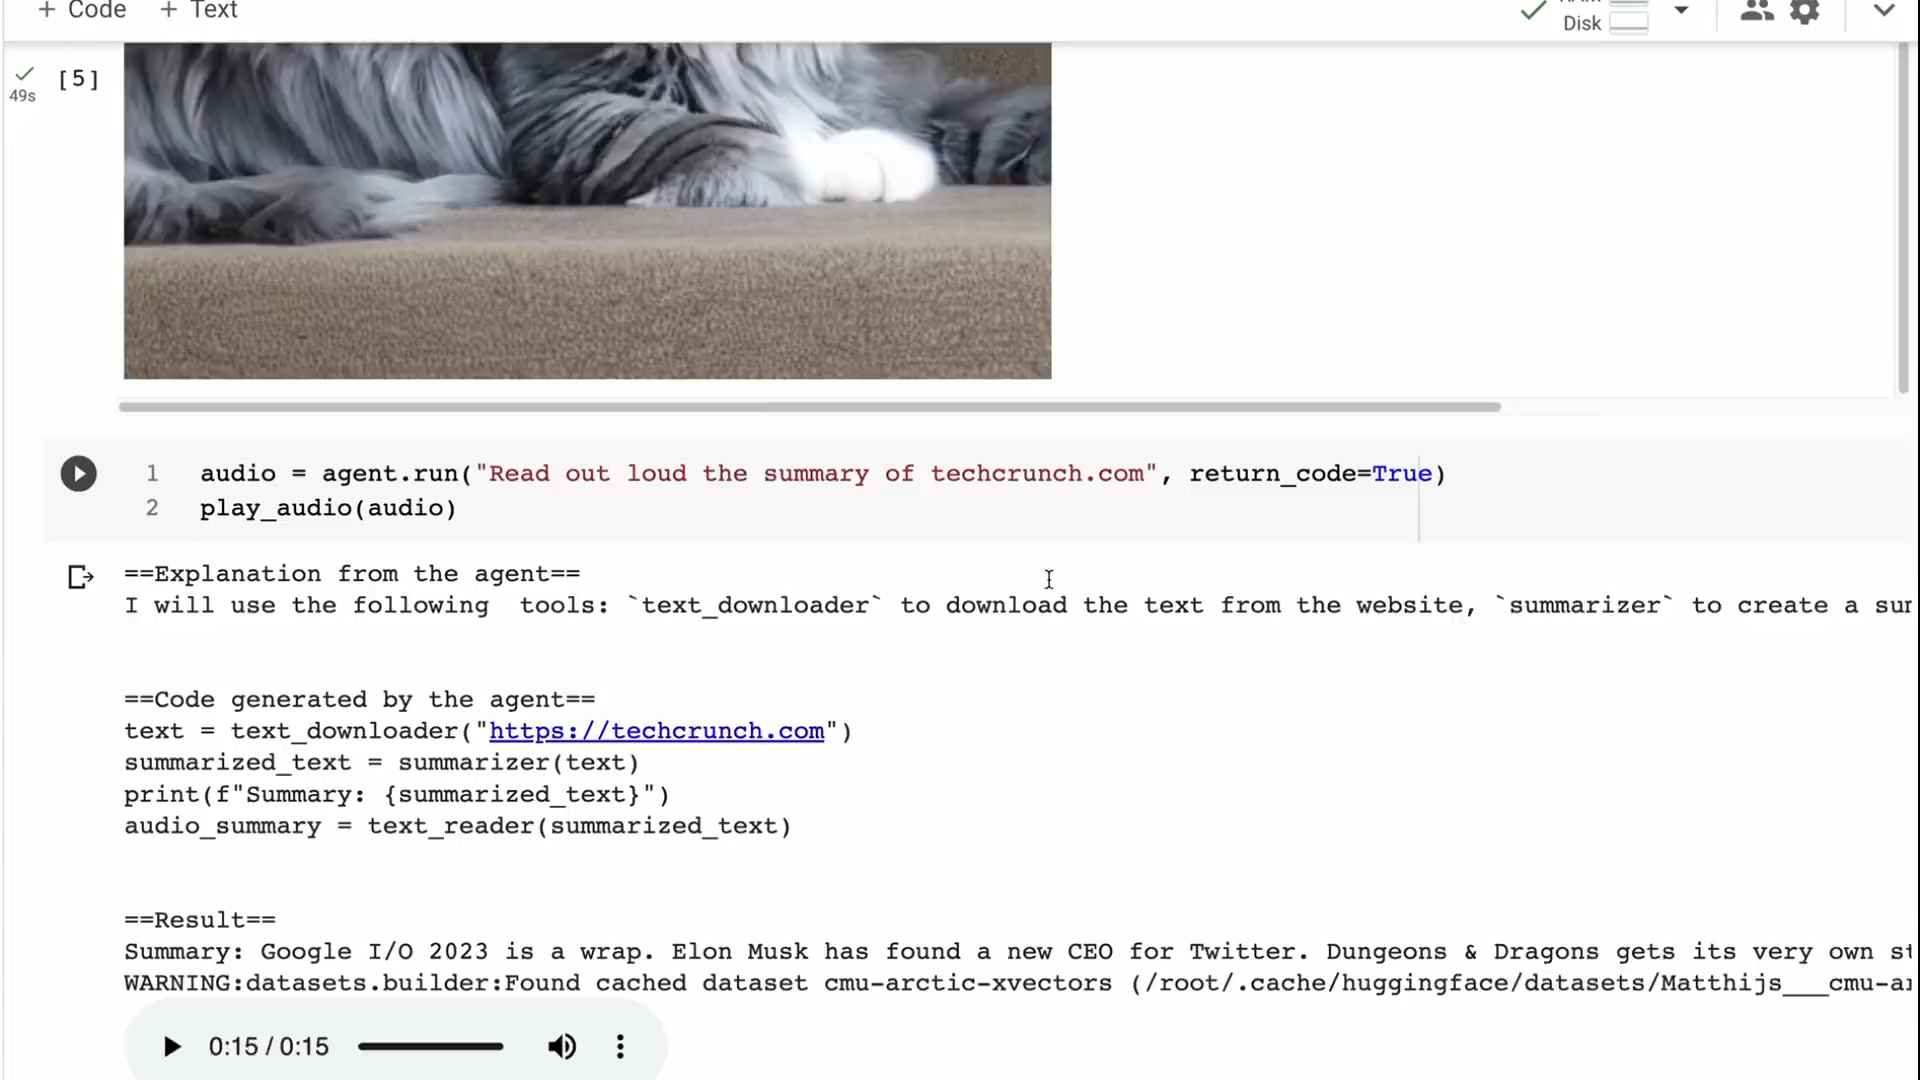 + Code + Text
Disk
[5]
49s
1 audio = agent.run("Read out loud the summary of techcrunch.com", return_code=True)
2 play_audio(audio)
==Explanation from the agent==
I will use the following  tools: `text_downloader` to download the text from the website, `summarizer` to create a
==Code generated by the agent==
text = text_downloader("https://techcrunch.com")
summarized_text = summarizer(text)
print(f"Summary: {summarized_text}")
audio_summary = text_reader(summarized_text)
==Result==
Summary: Google I/O 2023 is a wrap. Elon Musk has found a new CEO for Twitter. Dungeons & Dragons gets its very own
WARNING:datasets.builder:Found cached dataset cmu-arctic-xvectors (/root/.cache/huggingface/datasets/Matthijs___cmu-
0:15 / 0:15